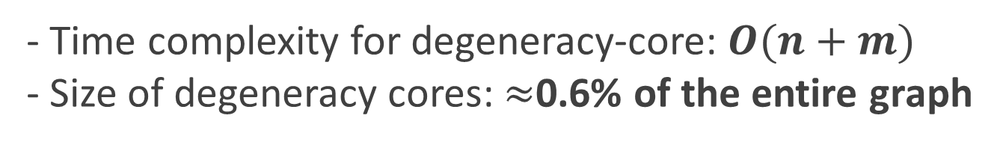 - Time complexity for degeneracy-core: O(n + m)
- Size of degeneracy cores: ≈0.6% of the entire graph